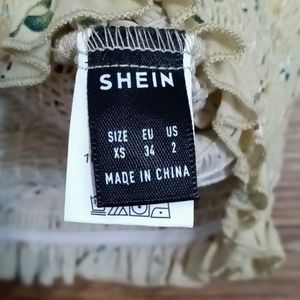 SHEIN
SIZE EU US
XS 34 2
MADE IN CHINA